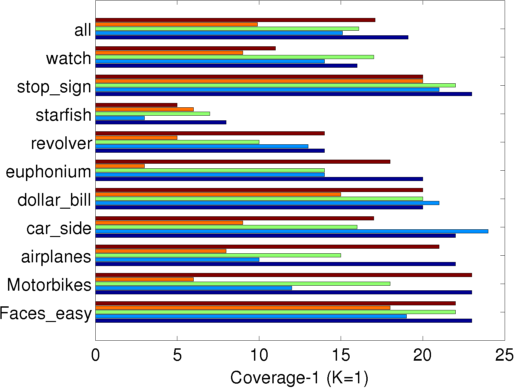 all
watch
stop_sign
starfish
revolver
euphonium
dollar_bill
car_side
airplanes
Motorbikes
Faces_easy
0 5 10 15 20 25
Coverage-1 (K=1)